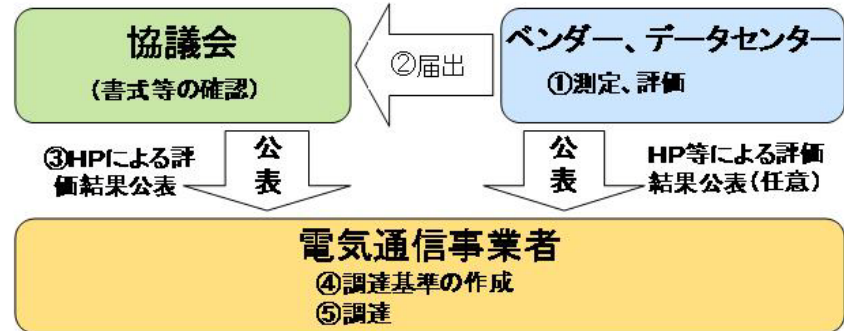 協議会
(書式等の確認)
②届出
ベンダー、データセンター
①測定、評価
③HPによる評
価結果公表
公
表
公
表
HP等による評価
結果公表(任意)
電気通信事業者
④調達基準の作成
⑤調達